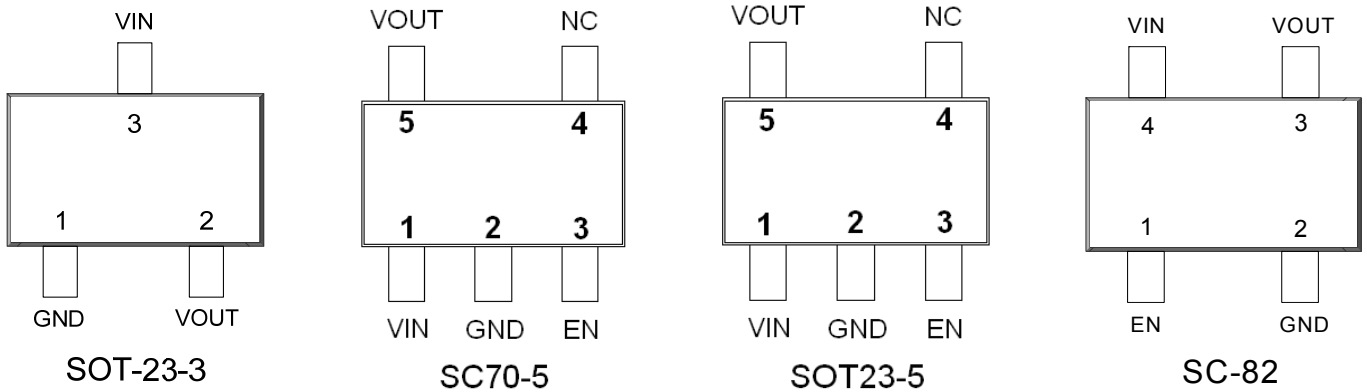 VIN
3
1 2
GND VOUT
SOT-23-3
VOUT NC
5 4
1 2 3
VIN GND EN
SC70-5
VOUT NC
5 4
1 2 3
VIN GND EN
SOT23-5
VIN VOUT
4 3
1 2
EN GND
SC-82